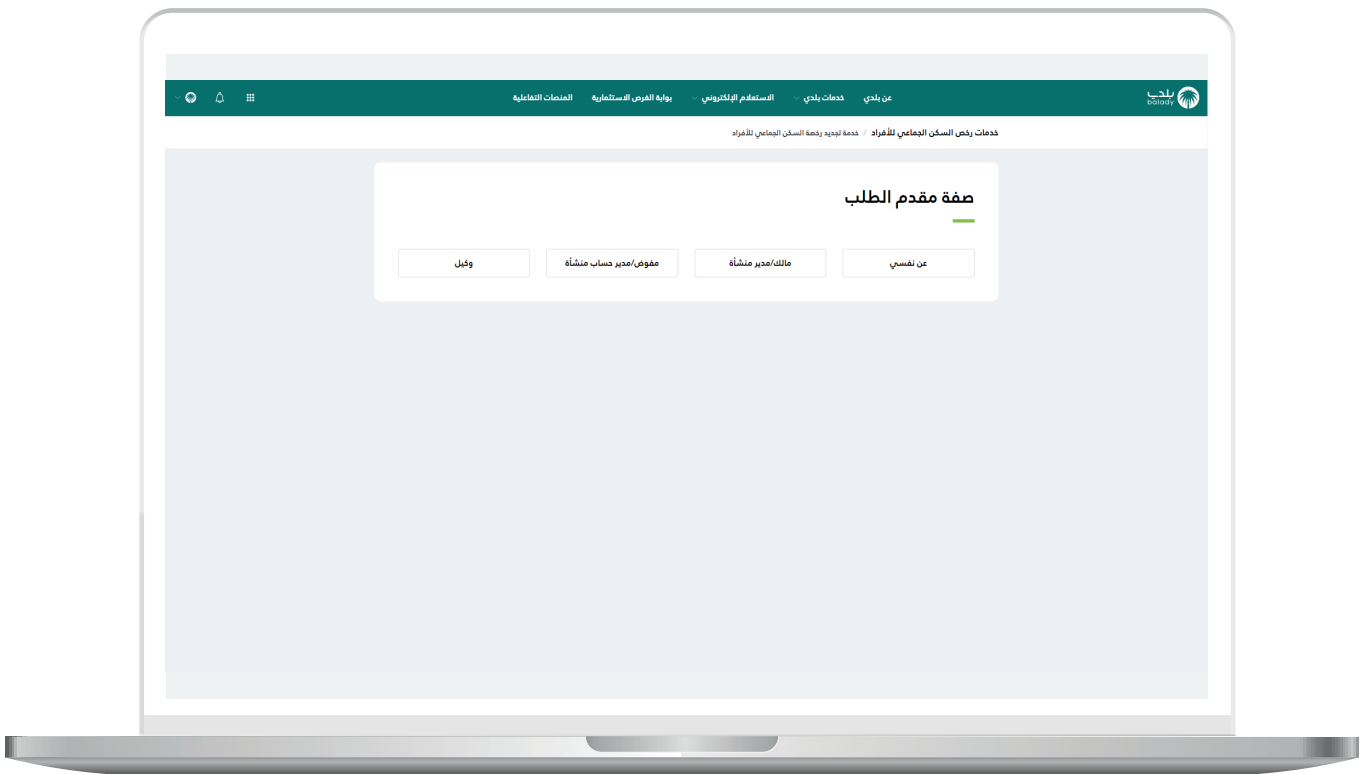 بلدي
balady
عن بلدي خدمات بلدي الاستعلام الإلكتروني بوابة الفرص الاستثمارية المنصات التفاعلية
خدمات رخص السكن الجماعي للأفراد / خدمة تجديد رخصة السكن الجماعي للأفراد
صفة مقدم الطلب
عن نفسي مالك/مدير منشأة مفوض/مدير حساب منشأة وكيل